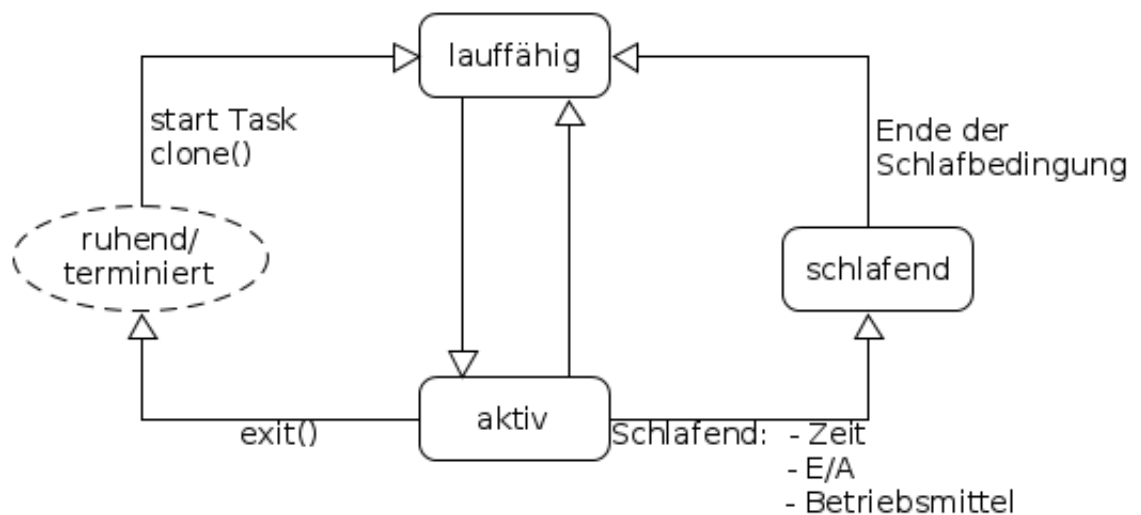 lauffähig
start Task
clone()
Ende der
Schlafbedingung
ruhend/
terminiert
schlafend
aktiv
exit()
Schlafend: - Zeit
- E/A
- Betriebsmittel